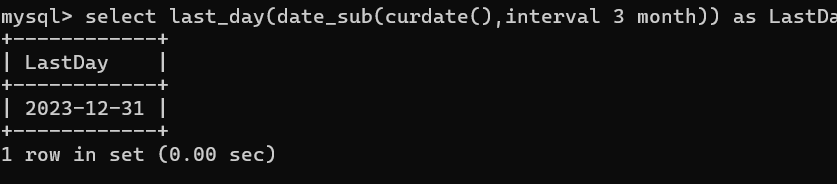 mysql> select last_day(date_sub(curdate(),interval 3 month)) as LastDa
+------------+
| LastDay    |
+------------+
| 2023-12-31 |
+------------+
1 row in set (0.00 sec)